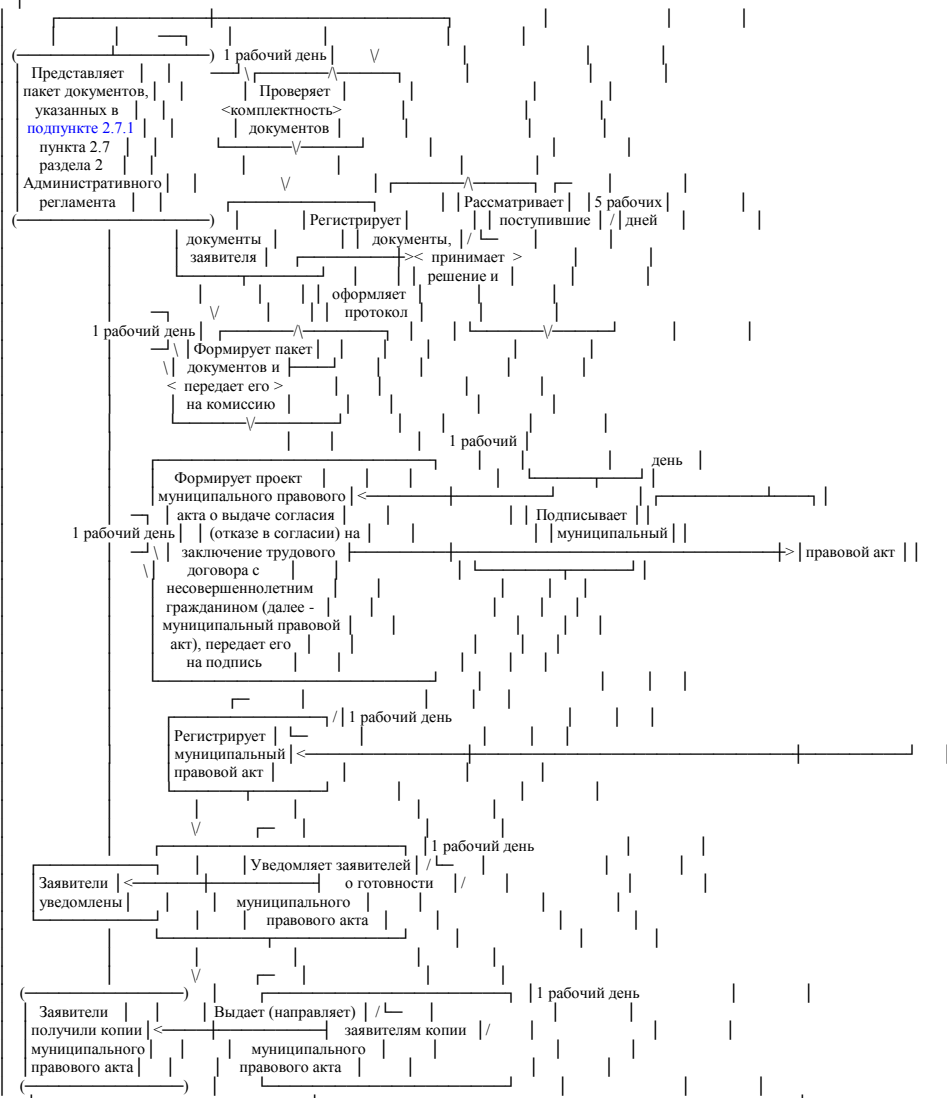 1 рабочий день
Представляет
пакет документов,
Проверяет
указанных в
<комплектность>
подпункте 2.7.1
документов
пункта 2.7
раздела 2
Административного
регламента
Рассматривает 5 рабочих
Регистрирует поступившие / дней
документы документы, /
заявителя >< принимает >
решение и
оформляет
протокол
1 рабочий день
Формирует пакет
документов и
< передает его >
на комиссию
1 рабочий
день
Формирует проект
муниципального правового <
акта о выдаче согласия Подписывает
1 рабочий день (отказе в согласии) на муниципальный
заключение трудового > правовой акт
договора с
несовершеннолетним
гражданином (далее -
муниципальный правовой
акт), передает его
на подпись
/ 1 рабочий день
Регистрирует
муниципальный <
правовой акт
1 рабочий день
Уведомляет заявителей /
Заявители < о готовности /
уведомлены муниципального
правового акта
1 рабочий день
Заявители Выдает (направляет) /
получили копии < заявителям копии /
муниципального муниципального
правового акта правового акта